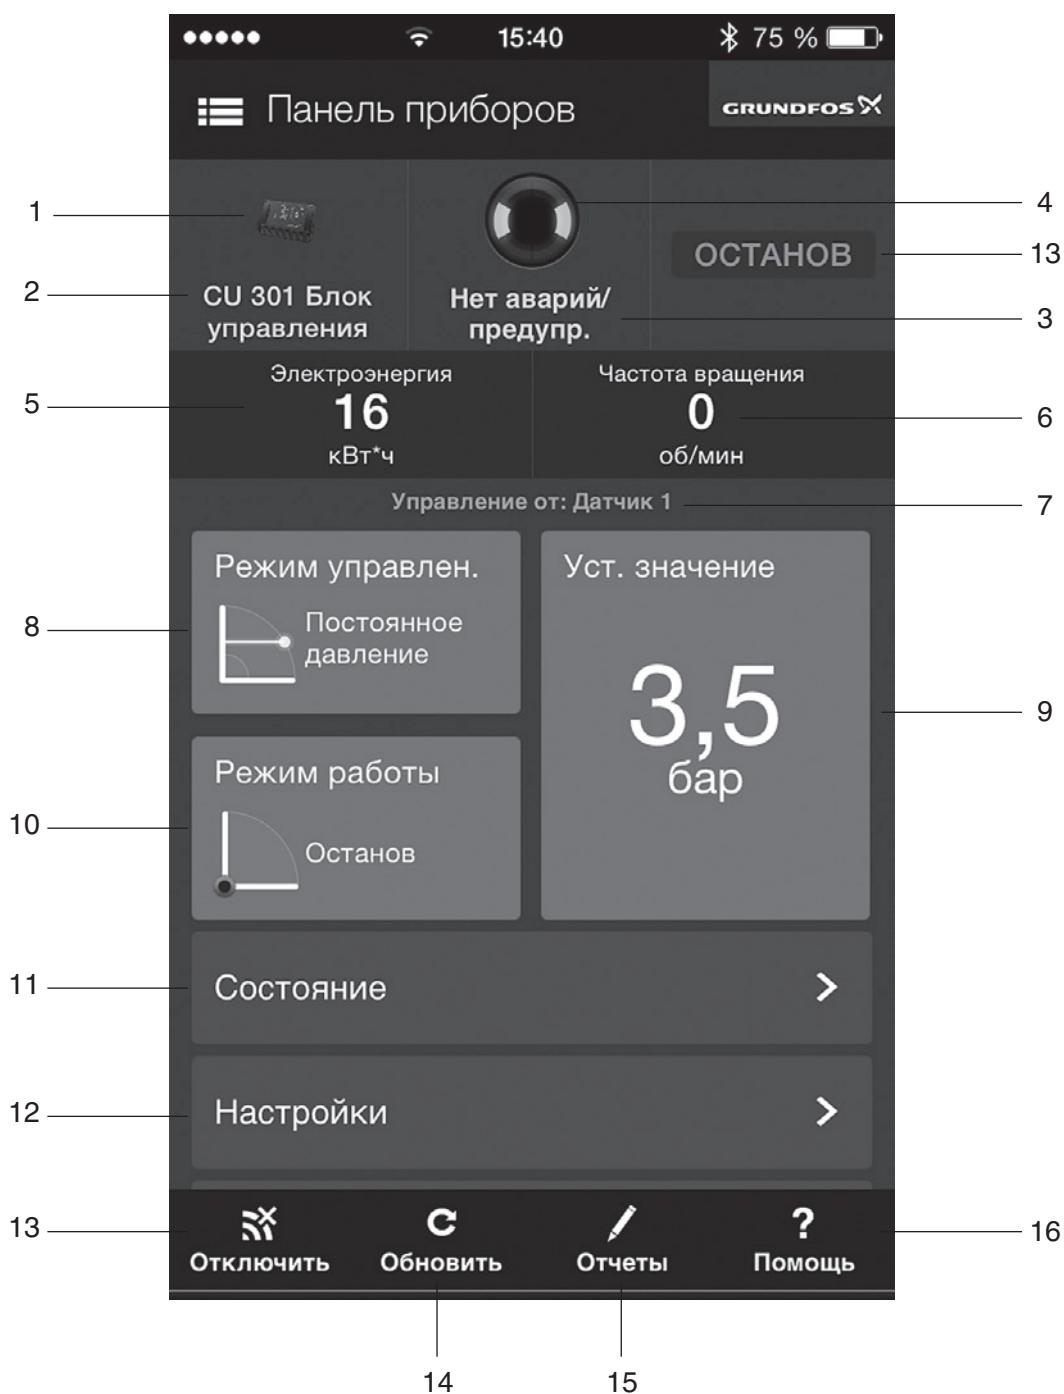 15:40
75 %
Панель приборов
GRUNDFOS
1
4
ОСТАНОВ
13
2
CU 301 Блок
управления
Нет аварий/
предупр.
3
Электроэнергия
Частота вращения
5
16
0
6
кВт*ч
об/мин
Управление от: Датчик 1
7
Режим управлен.
Уст. значение
8
Постоянное
давление
3,5
бар
9
Режим работы
10
Останов
11
Состояние
12
Настройки
13
Отключить
Обновить
Отчеты
?
Помощь
16
14
15